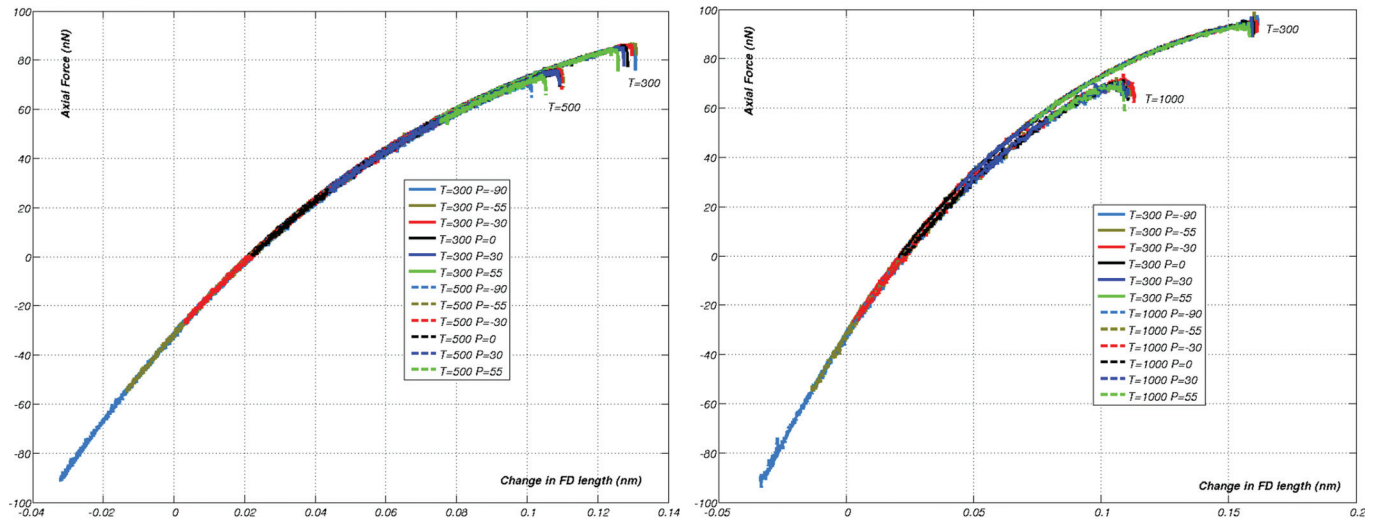 100
80
60
40
20
0
-20
-40
-60
-80
-100
-0.04
-0.02
0
0.02
0.04
0.06
0.08
0.1
0.12
0.14
Axial Force (nN)
Change in FD length (nm)
T=300
T=500
T=300 P=-90
T=300 P=-55
T=300 P=-30
T=300 P=0
T=300 P=30
T=300 P=55
T=500 P=-90
T=500 P=-55
T=500 P=-30
T=500 P=0
T=500 P=30
T=500 P=55
100
80
60
40
20
0
-20
-40
-60
-80
-100
-0.05
0
0.05
0.1
0.15
0.2
Axial Force (nN)
Change in FD length (nm)
T=300
T=1000
T=300 P=-90
T=300 P=-55
T=300 P=-30
T=300 P=0
T=300 P=30
T=300 P=55
T=1000 P=-90
T=1000 P=-55
T=1000 P=-30
T=1000 P=0
T=1000 P=30
T=1000 P=55